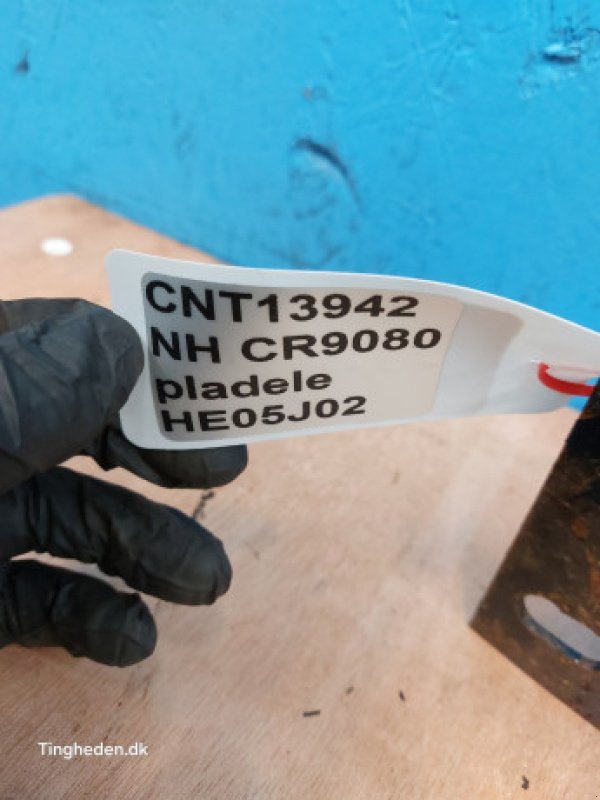 CNT13942
NH CR9080
pladele
HE05J02
Tingheden.dk